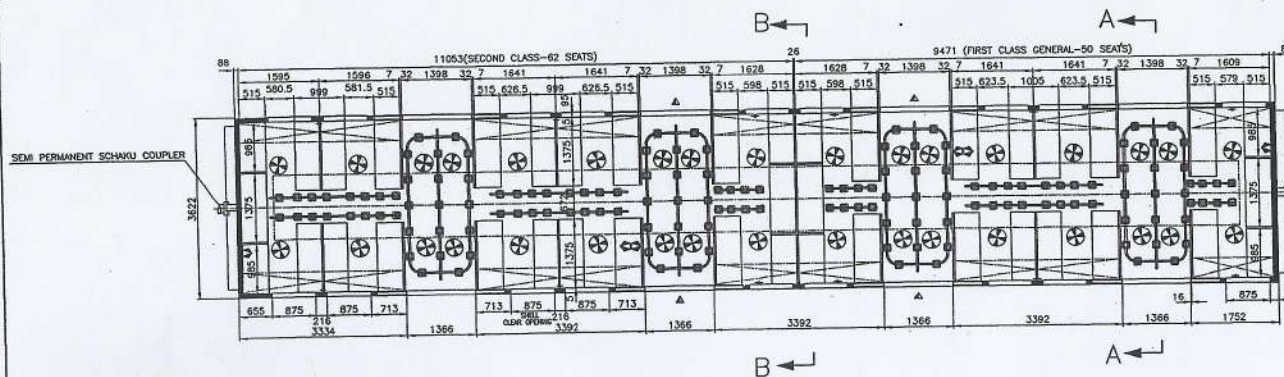 B A
11053(SECOND CLASS-62 SEATS) 26 9471 (FIRST CLASS GENERAL-50 SEATS)
88
1595 1596 7 32 1398 32 7 1641 1641 7 32 1398 32 7 1628 1628 7 32 1398 32 7 1641 1641 7 32 1398 32 7 1609
515 580.5 999 581.5 515 515 626.5 999 626.5 515 515 598 515 515 598 515 515 623.5 1005 623.5 515 515 579 515
95
985 1375 985
SEMI PERMANENT SCHAKU COUPLER
3622 1375 1375
985 1375 985
655 875 875 713 713 875 875 713 16 875
216 SHELL 216
CLEAR OPENING
3334 1366 3392 1366 3392 1366 3392 1366 1752
B A